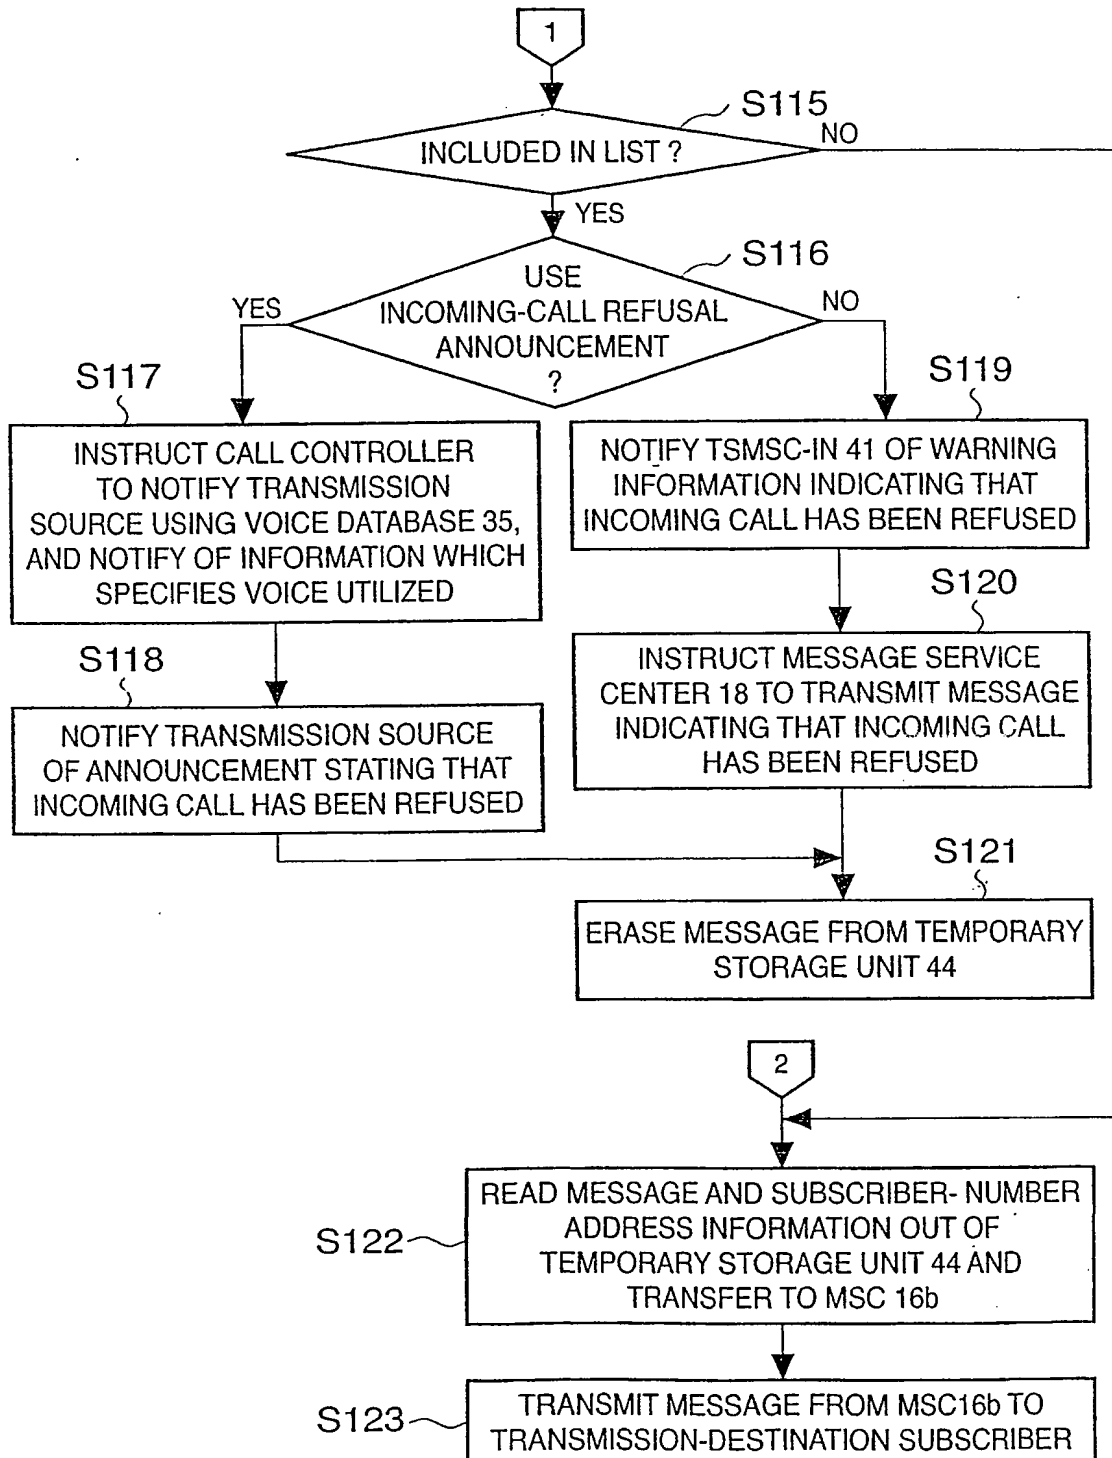 1
S115
INCLUDED IN LIST ?
NO
YES
S116
USE
INCOMING-CALL REFUSAL
ANNOUNCEMENT
?
YES
NO
S117
INSTRUCT CALL CONTROLLER
TO NOTIFY TRANSMISSION
SOURCE USING VOICE DATABASE 35,
AND NOTIFY OF INFORMATION WHICH
SPECIFIES VOICE UTILIZED
S119
NOTIFY TSMSC-IN 41 OF WARNING
INFORMATION INDICATING THAT
INCOMING CALL HAS BEEN REFUSED
S118
NOTIFY TRANSMISSION SOURCE
OF ANNOUNCEMENT STATING THAT
INCOMING CALL HAS BEEN REFUSED
S120
INSTRUCT MESSAGE SERVICE
CENTER 18 TO TRANSMIT MESSAGE
INDICATING THAT INCOMING CALL
HAS BEEN REFUSED
S121
ERASE MESSAGE FROM TEMPORARY
STORAGE UNIT 44
2
S122
READ MESSAGE AND SUBSCRIBER- NUMBER
ADDRESS INFORMATION OUT OF
TEMPORARY STORAGE UNIT 44 AND
TRANSFER TO MSC 16b
S123
TRANSMIT MESSAGE FROM MSC16b TO
TRANSMISSION-DESTINATION SUBSCRIBER